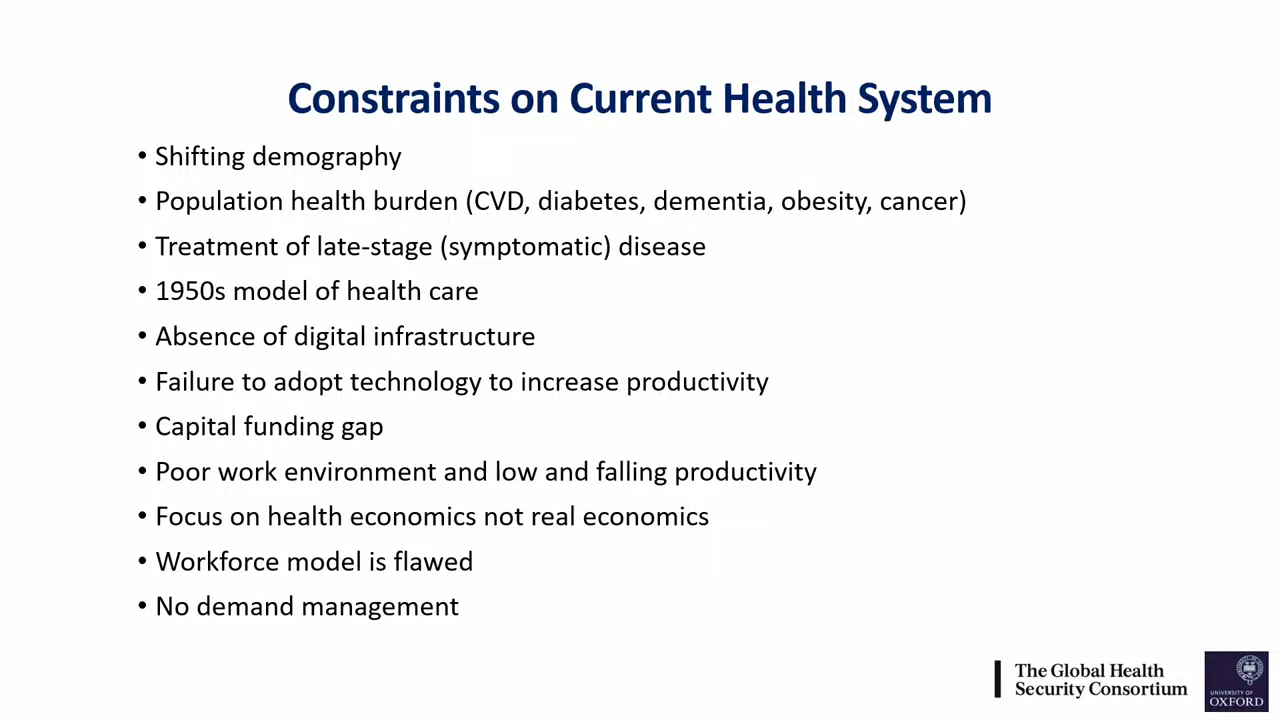 Constraints on Current Health System
• Shifting demography
• Population health burden (CVD, diabetes, dementia, obesity, cancer)
• Treatment of late-stage (symptomatic) disease
• 1950s model of health care
• Absence of digital infrastructure
• Failure to adopt technology to increase productivity
• Capital funding gap
• Poor work environment and low and falling productivity
• Focus on health economics not real economics
• Workforce model is flawed
• No demand management
The Global Health
Security Consortium
UNIVERSITY OF
OXFORD